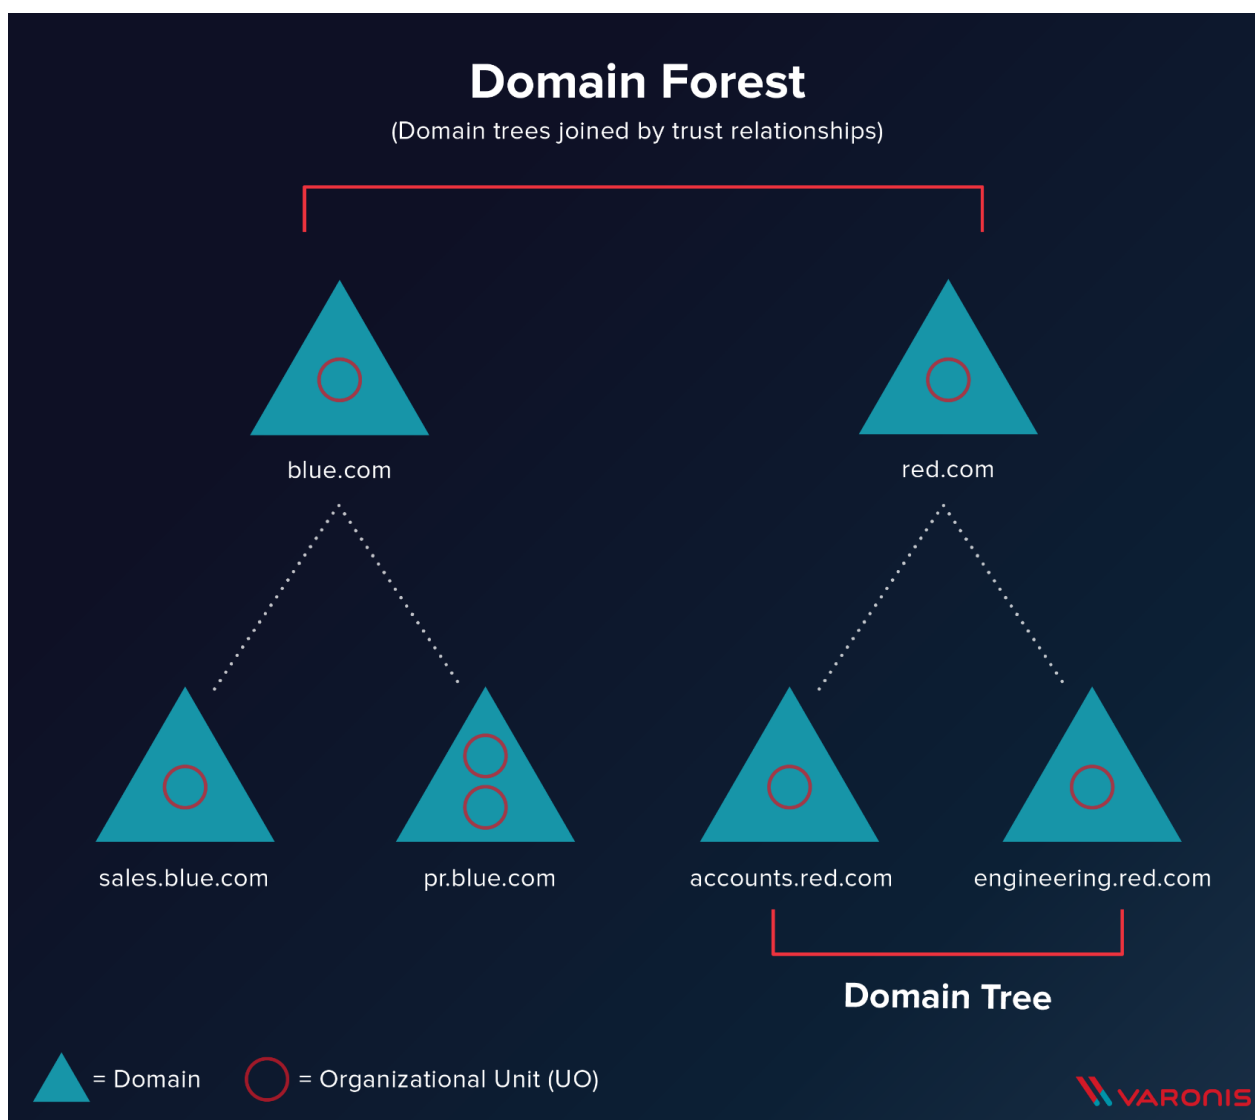 Domain Forest
(Domain trees joined by trust relationships)
blue.com
red.com
sales.blue.com
pr.blue.com
accounts.red.com
engineering.red.com
Domain Tree
= Domain
= Organizational Unit (UO)
VARONIS